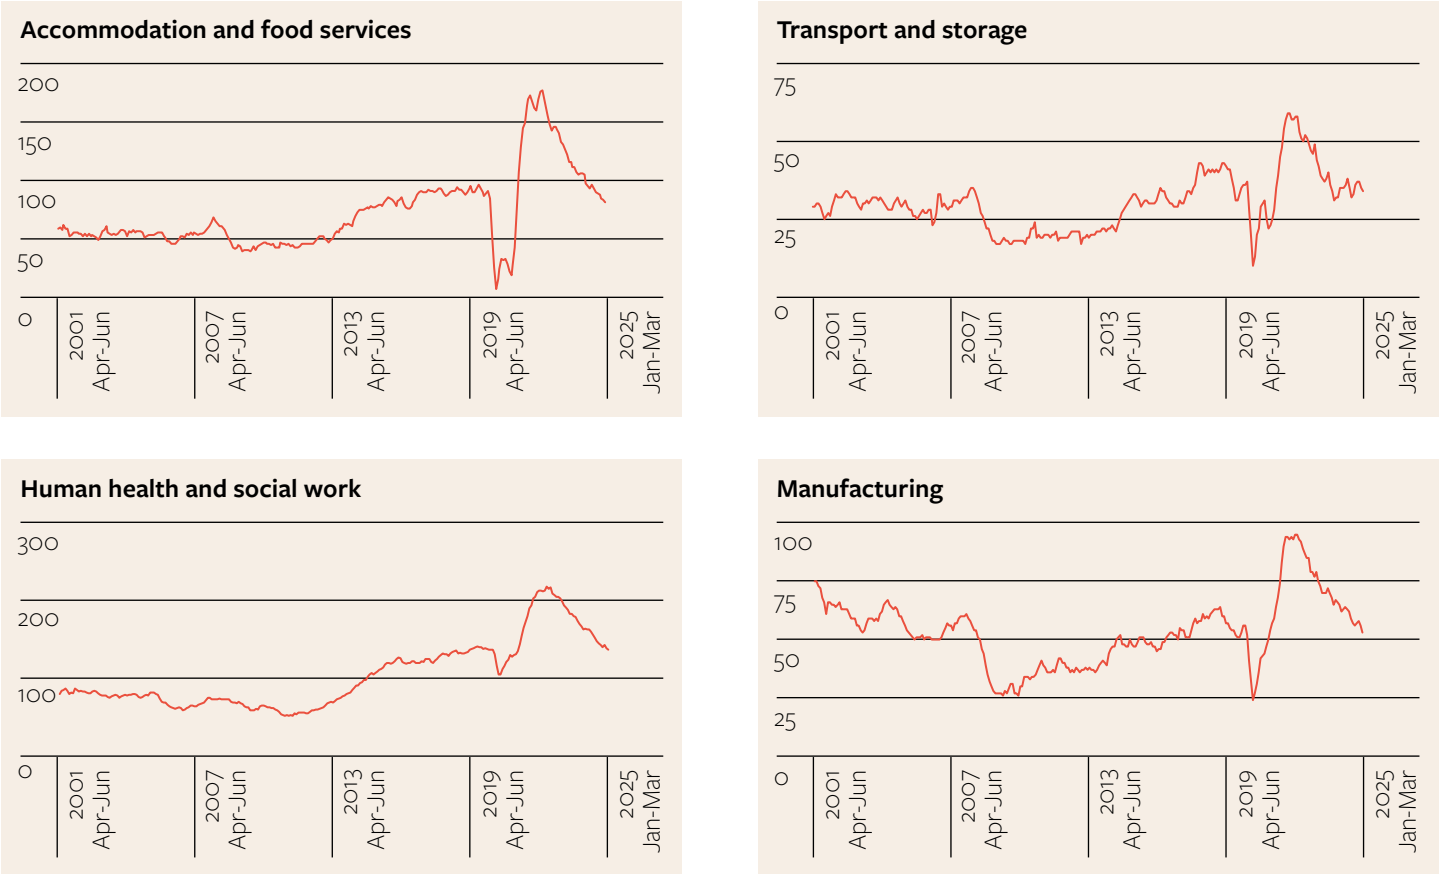 Accommodation and food services
200
150
100
50
0
2001
Apr-Jun
2007
Apr-Jun
2013
Apr-Jun
2019
Apr-Jun
2025
Jan-Mar
Transport and storage
75
50
25
0
2001
Apr-Jun
2007
Apr-Jun
2013
Apr-Jun
2019
Apr-Jun
2025
Jan-Mar
Human health and social work
300
200
100
0
2001
Apr-Jun
2007
Apr-Jun
2013
Apr-Jun
2019
Apr-Jun
2025
Jan-Mar
Manufacturing
100
75
50
25
0
2001
Apr-Jun
2007
Apr-Jun
2013
Apr-Jun
2019
Apr-Jun
2025
Jan-Mar